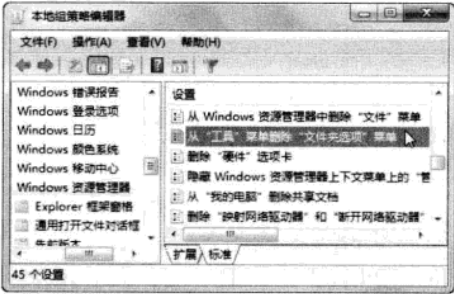 本地组策略编辑器
文件(F) 操作(A) 查看(V) 帮助(H)
Windows 错误报告
Windows 登录选项
Windows 日历
Windows 颜色系统
Windows 移动中心
Windows 资源管理器
Explorer 框架窗格
通用打开文件对话框
先前版本
设置
从 Windows 资源管理器中删除“文件”菜单
从“工具”菜单删除“文件夹选项”菜单
删除“硬件”选项卡
隐藏 Windows 资源管理器上下文菜单上的“管
从“我的电脑”删除共享文档
删除“映射网络驱动器”和“断开网络驱动器”
扩展 标准
45 个设置